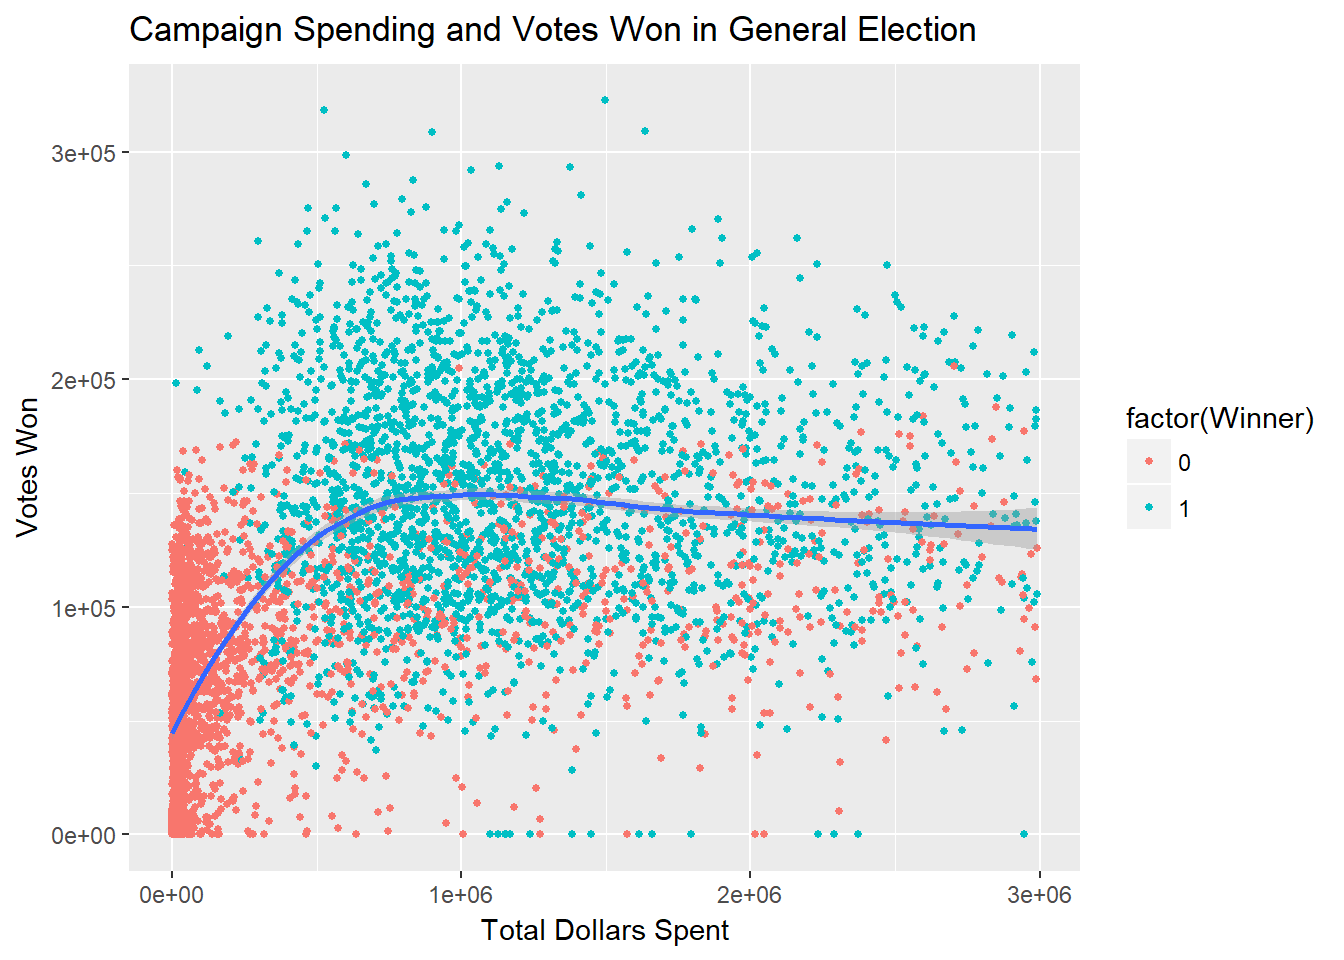 Campaign Spending and Votes Won in General Election
3e+05
2e+05
1e+05
0e+00
Votes Won
0e+00 1e+06 2e+06 3e+06
Total Dollars Spent
factor(Winner)
0
1